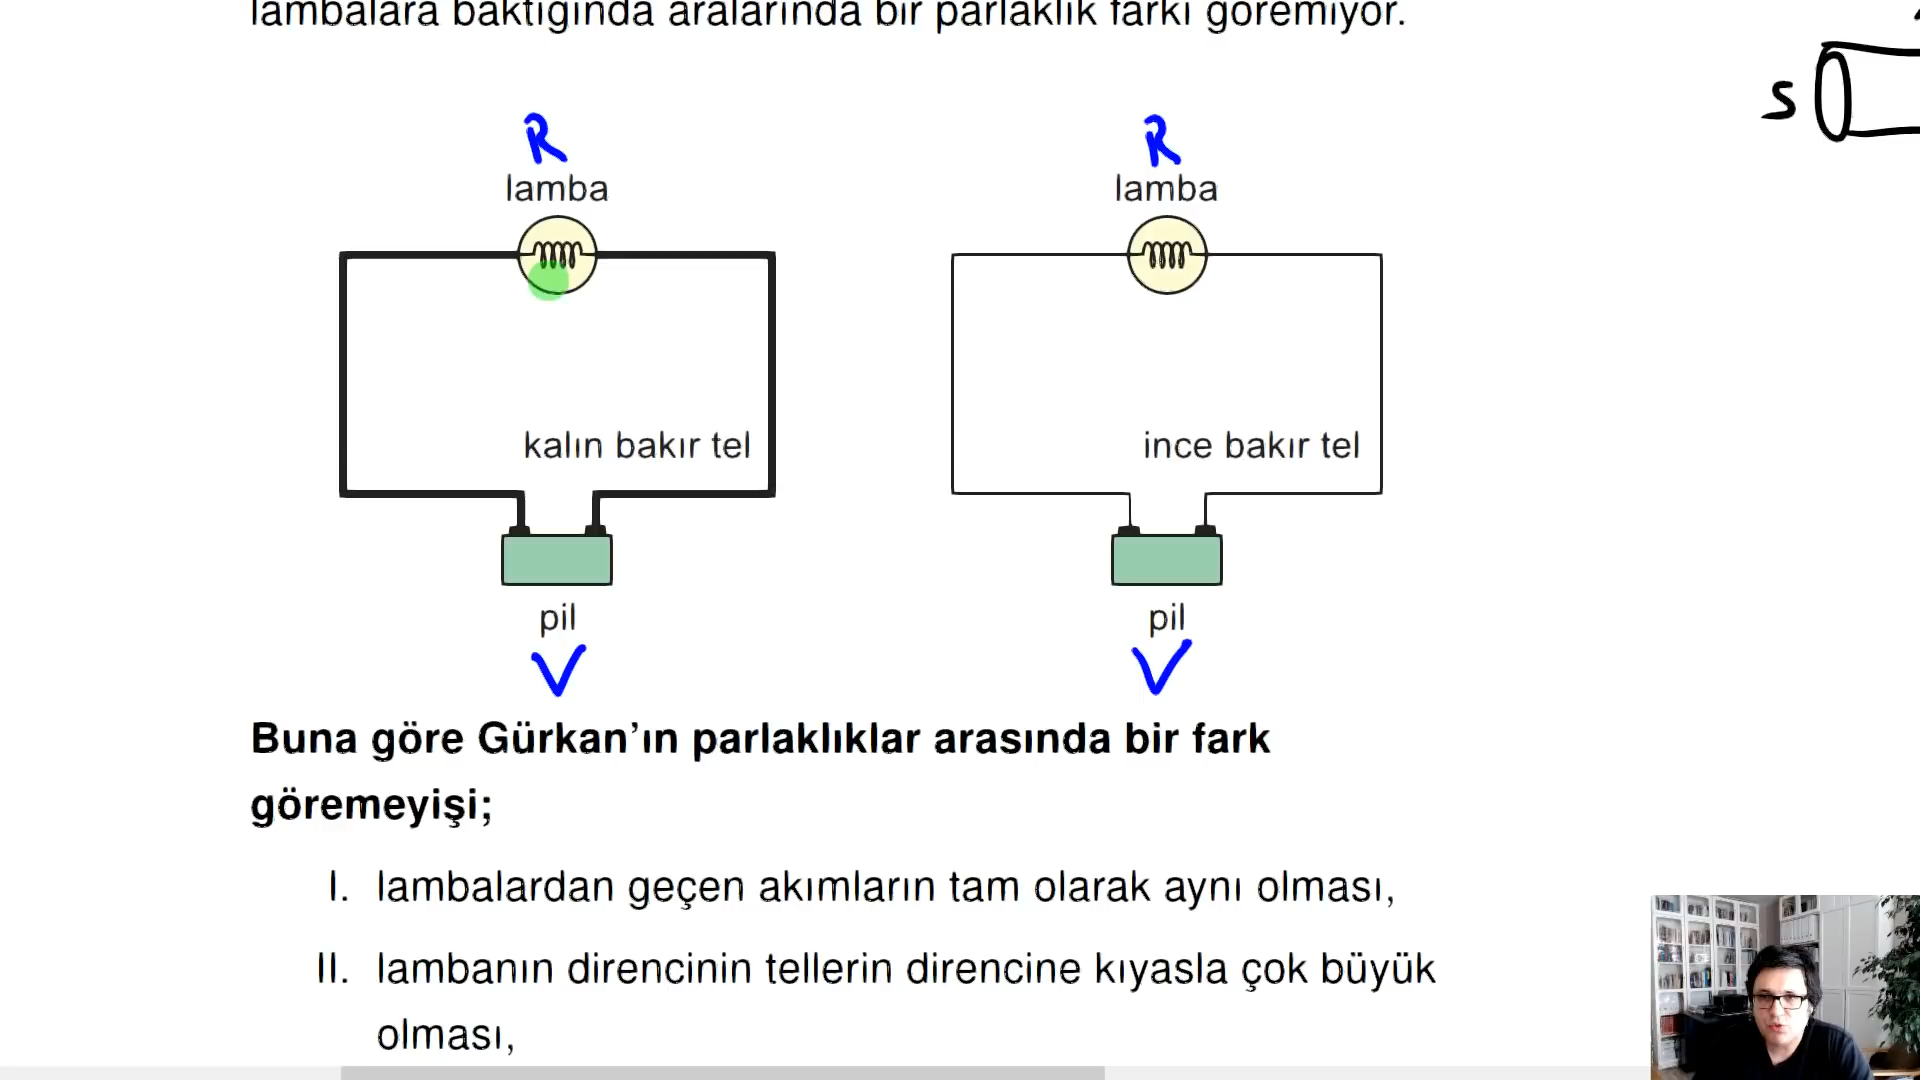 lambalara baktığında aralarında bir parlaklık farkı göremiyor.
S
R R
lamba lamba
kalın bakır tel ince bakır tel
pil pil
V V
Buna göre Gürkan’ın parlaklıklar arasında bir fark
göremeyişi;
I. lambalardan geçen akımların tam olarak aynı olması,
II. lambanın direncinin tellerin direncine kıyasla çok büyük
olması,